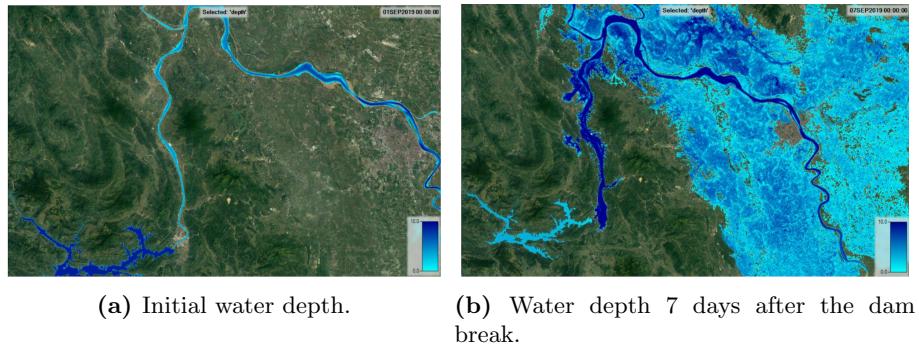 Selected: 'depth'
01SEP2019 00:00:00
10.0
0.0
Selected: 'depth'
07SEP2019 00:00:00
10.0
0.0
(a) Initial water depth.
(b) Water depth 7 days after the dam
break.